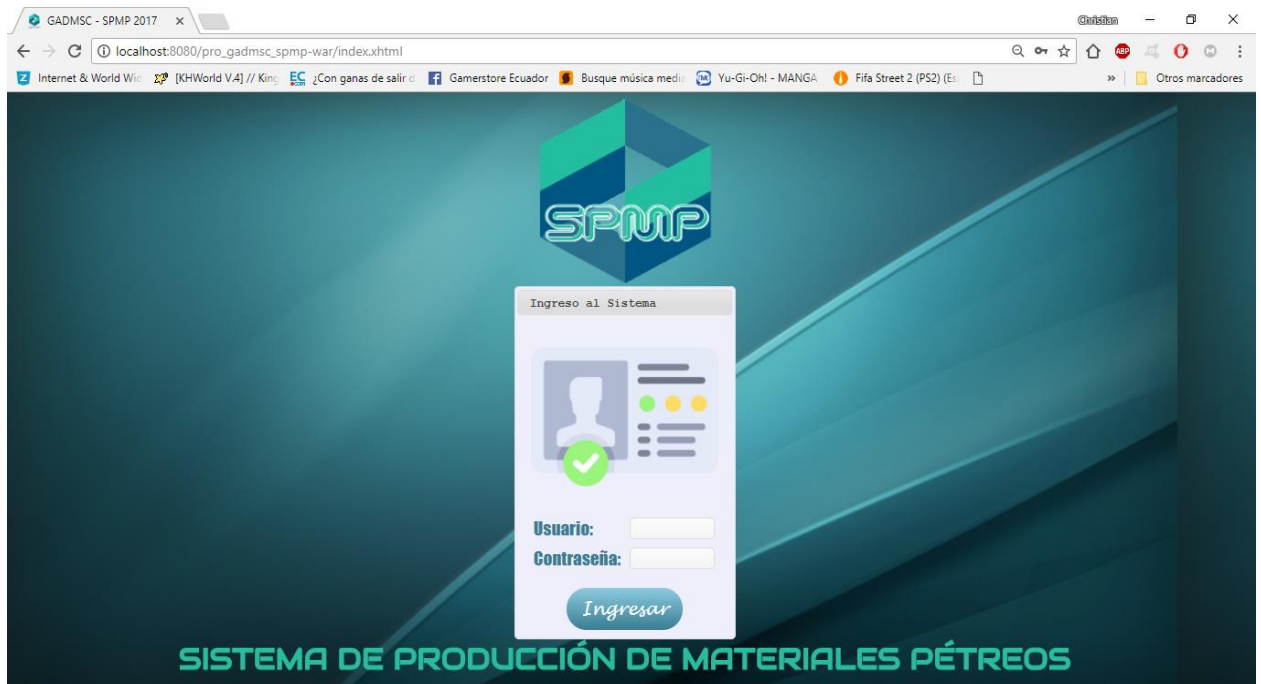 GADMSC - SPMP 2017
Christian
localhost:8080/pro_gadmsc_spmp-war/index.xhtml
ABP
Internet & World Wic
[KHWorld V.4] // King
¿Con ganas de salir d
Gamerstore Ecuador
Busque música medi
Yu-Gi-Oh! - MANGA
Fifa Street 2 (PS2) (Es
»
Otros marcadores
SPMP
Ingreso al Sistema
Usuario:
Contraseña:
Ingresar
SISTEMA DE PRODUCCIÓN DE MATERIALES PÉTREOS